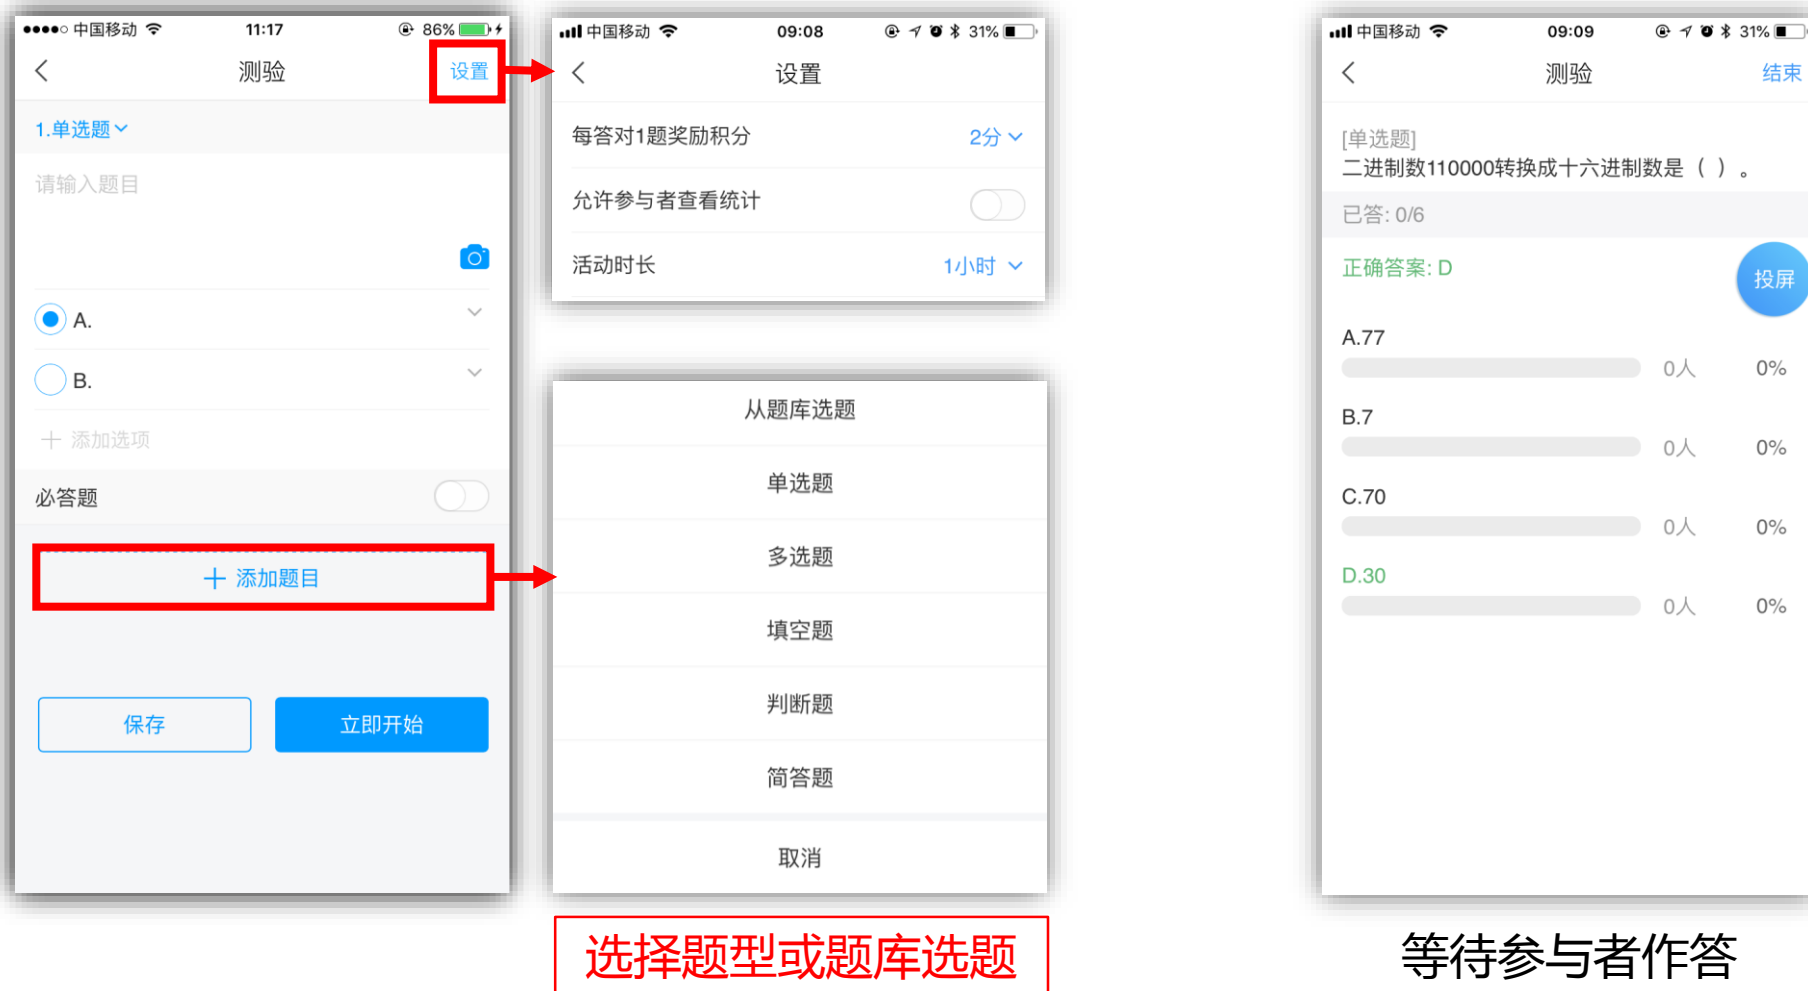 中国移动
11:17
86%
测验
设置
1.单选题
请输入题目
A.
B.
添加选项
必答题
添加题目
保存
立即开始
中国移动
09:08
31%
设置
每答对1题奖励积分
2分
允许参与者查看统计
活动时长
1小时
从题库选题
单选题
多选题
填空题
判断题
简答题
取消
选择题型或题库选题
中国移动
09:09
31%
测验
结束
[单选题]
二进制数110000转换成十六进制数是（ ）。
已答: 0/6
正确答案: D
投屏
A.77
0人 0%
B.7
0人 0%
C.70
0人 0%
D.30
0人 0%
等待参与者作答